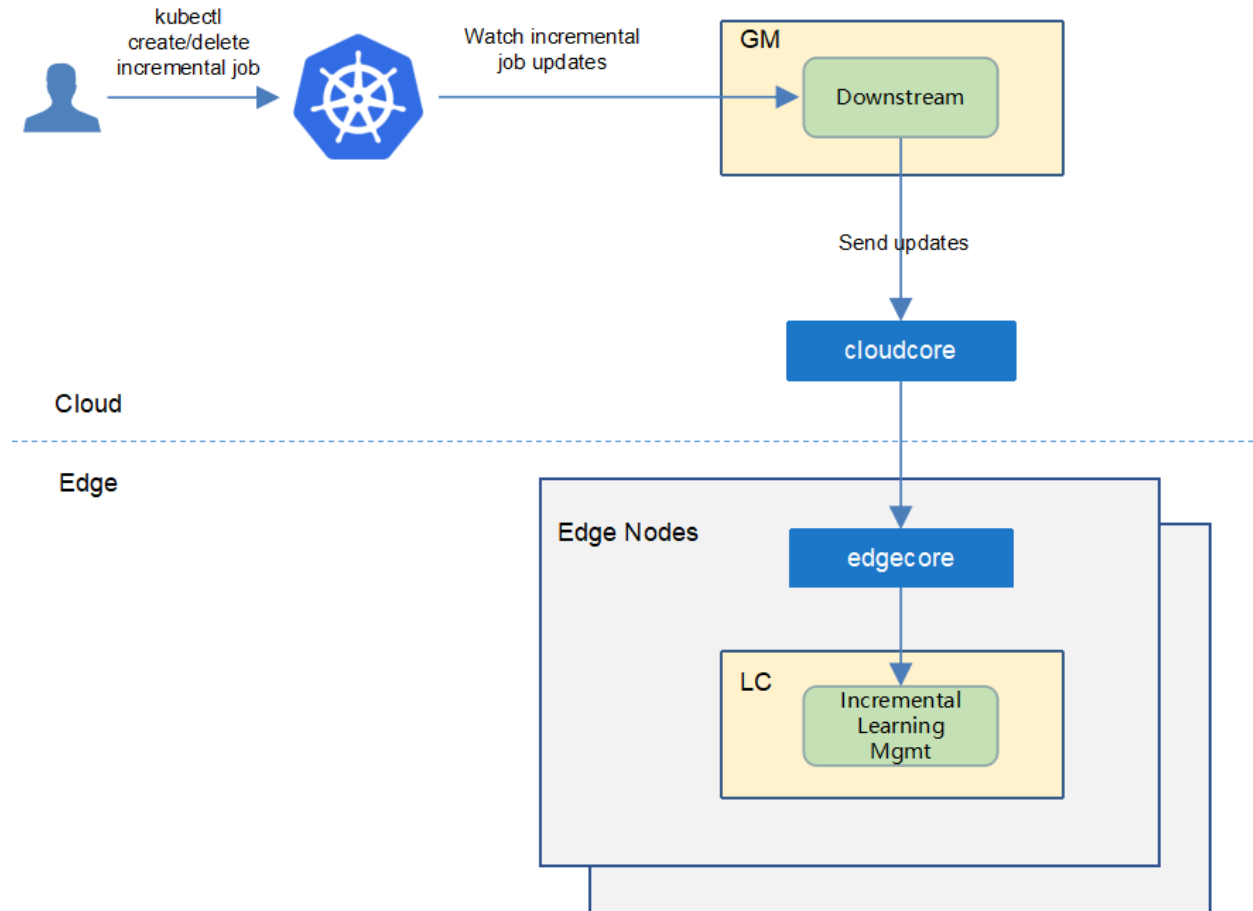 kubectl
create/delete
incremental job
Watch incremental
job updates
GM
Downstream
Send updates
cloudcore
Cloud
Edge
Edge Nodes
edgecore
LC
Incremental
Learning
Mgmt